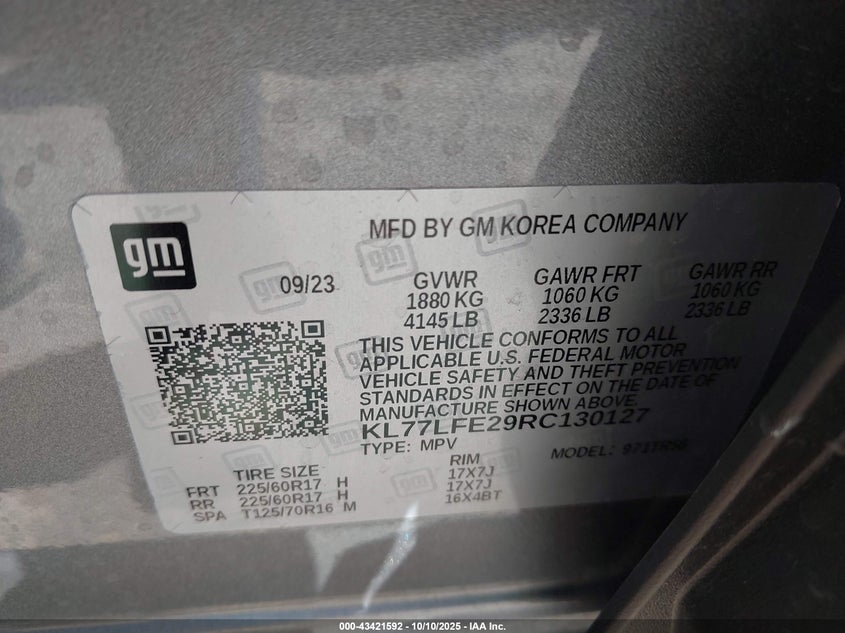 gm
MFD BY GM KOREA COMPANY
09/23
GVWR GAWR FRT GAWR RR
1880 KG 1060 KG 1060 KG
4145 LB 2336 LB 2336 LB
THIS VEHICLE CONFORMS TO ALL
APPLICABLE U.S. FEDERAL MOTOR
VEHICLE SAFETY AND THEFT PREVENTION
STANDARDS IN EFFECT ON THE DATE OF
MANUFACTURE SHOWN ABOVE.
KL77LFE29RC130127
TYPE: MPV MODEL:
TIRE SIZE RIM
FRT 225/60R17 H 17X7J
RR 225/60R17 H 17X7J
SPA T125/70R16 M 16X4BT
000-43421592 - 10/10/2025 - IAA Inc.